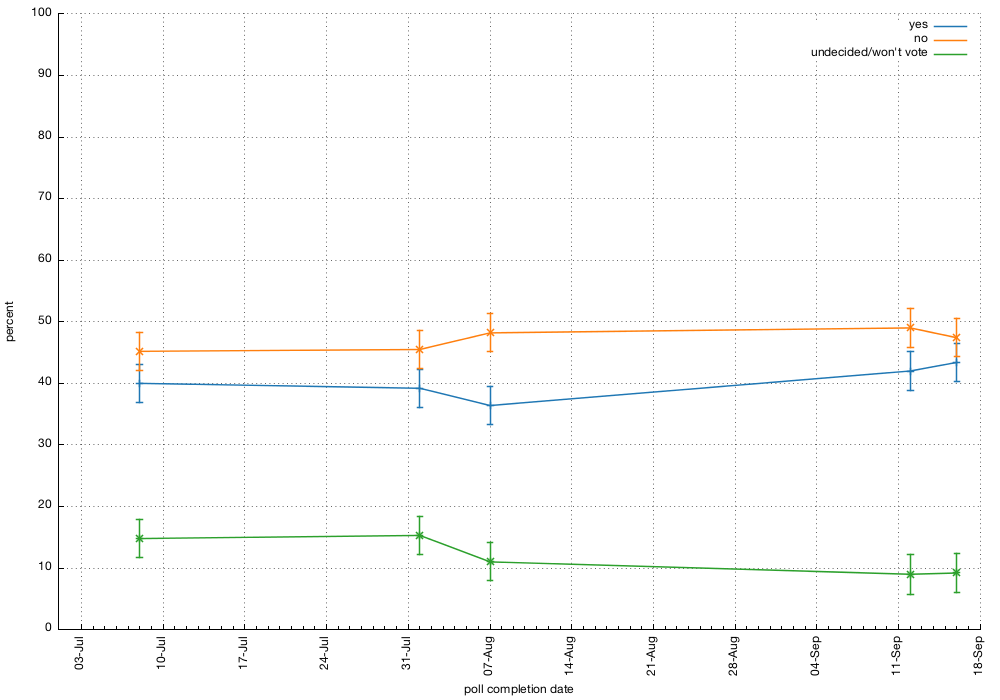 yes
no
undecided/won't vote
100
90
80
70
60
50
40
30
20
10
0
percent
03-Jul
10-Jul
17-Jul
24-Jul
31-Jul
07-Aug
14-Aug
21-Aug
28-Aug
04-Sep
11-Sep
18-Sep
poll completion date